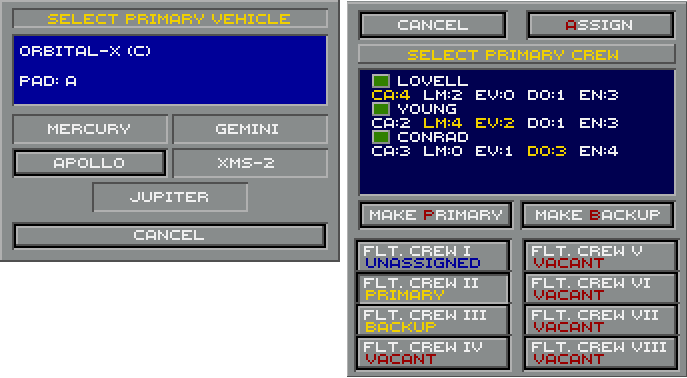 SELECT PRIMARY VEHICLE
ORBITAL-X (C)
PAD: A
MERCURY
GEMINI
APOLLO
XMS-2
JUPITER
CANCEL
CANCEL
ASSIGN
SELECT PRIMARY CREW
LOVELL
CA:4 LM:2 EV:0 DO:1 EN:3
YOUNG
CA:2 LM:4 EV:2 DO:1 EN:3
CONRAD
CA:3 LM:0 EV:1 DO:3 EN:4
MAKE PRIMARY
MAKE BACKUP
FLT. CREW I
UNASSIGNED
FLT. CREW II
PRIMARY
FLT. CREW III
BACKUP
FLT. CREW IV
VACANT
FLT. CREW V
VACANT
FLT. CREW VI
VACANT
FLT. CREW VII
VACANT
FLT. CREW VIII
VACANT